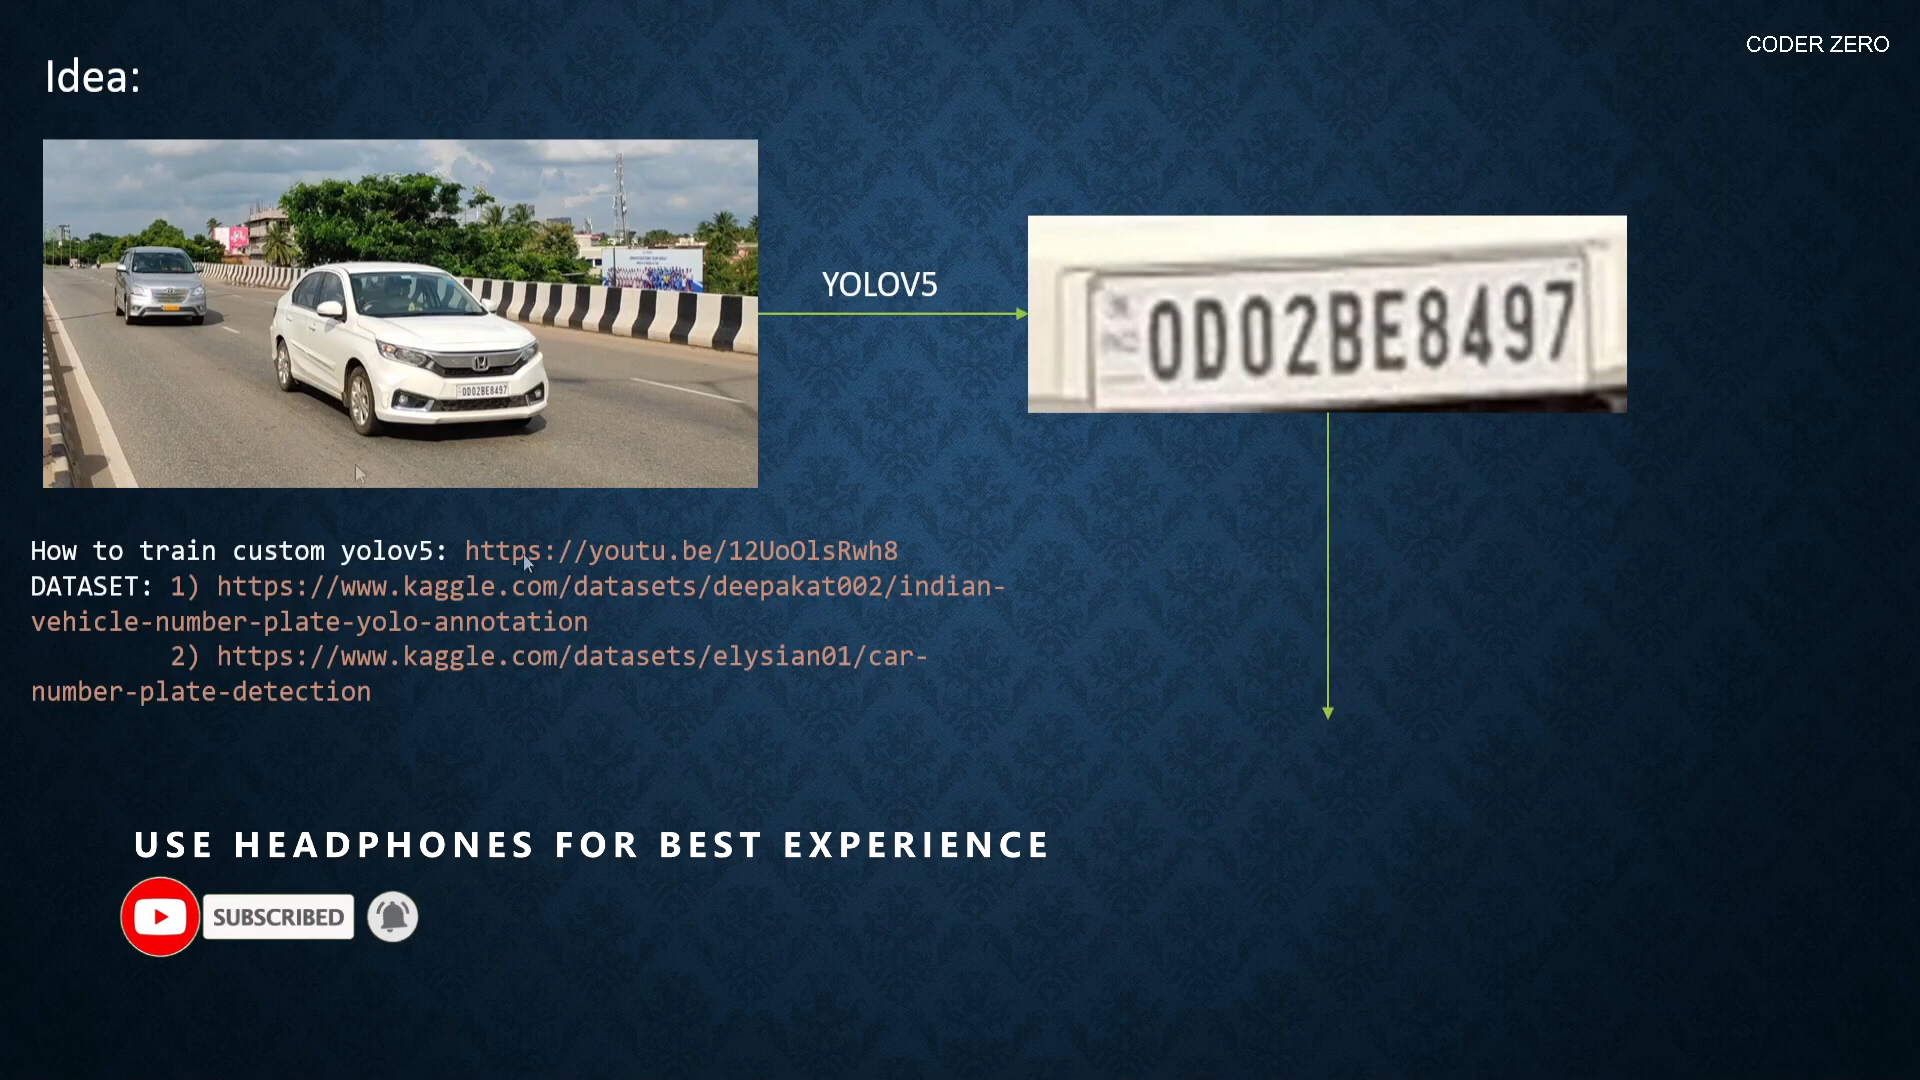 CODER ZERO
Idea:
YOLOV5
OD02BE8497
OD02BE8497
How to train custom yolov5: https://youtu.be/12UoOlsRwh8
DATASET: 1) https://www.kaggle.com/datasets/deepakat002/indian-
vehicle-number-plate-yolo-annotation
2) https://www.kaggle.com/datasets/elysian01/car-
number-plate-detection
USE HEADPHONES FOR BEST EXPERIENCE
SUBSCRIBED